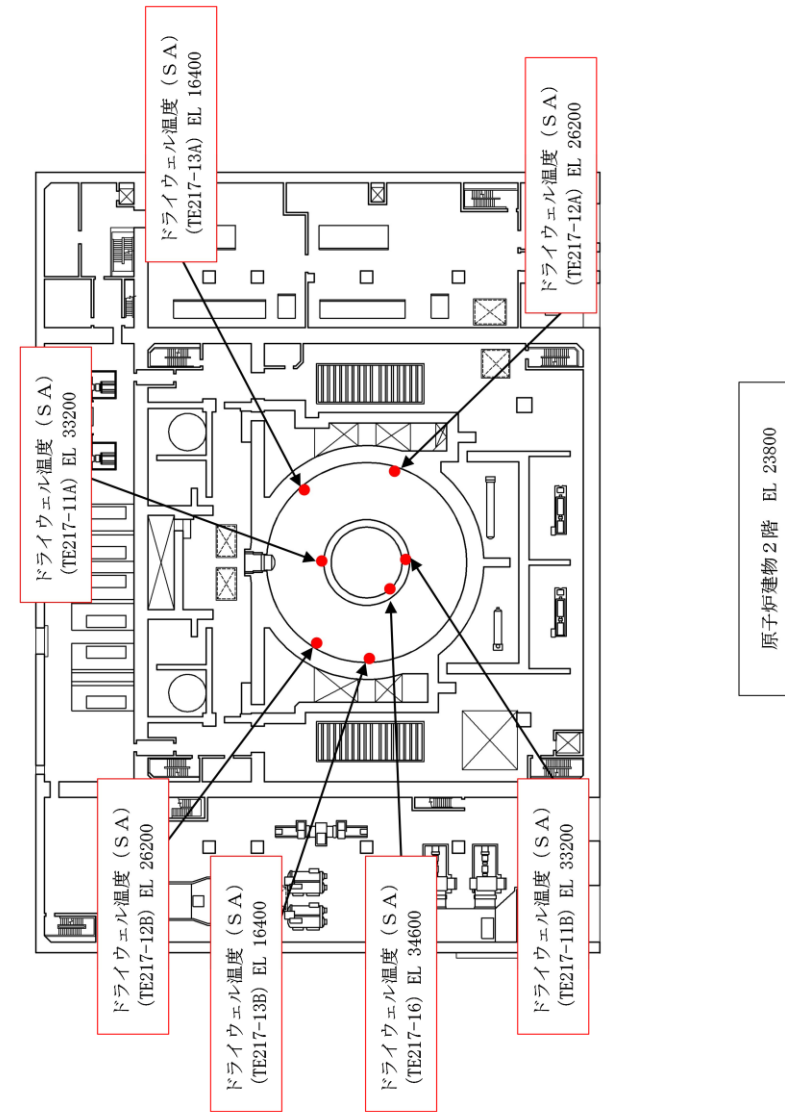 ドライウェル温度（ＳＡ）
(TE217-13A) EL 16400
ドライウェル温度（ＳＡ）
(TE217-12A) EL 26200
ドライウェル温度（ＳＡ）
(TE217-11A) EL 33200
ドライウェル温度（ＳＡ）
(TE217-12B) EL 26200
ドライウェル温度（ＳＡ）
(TE217-13B) EL 16400
ドライウェル温度（ＳＡ）
(TE217-16) EL 34600
ドライウェル温度（ＳＡ）
(TE217-11B) EL 33200
原子炉建物２階　EL 23800